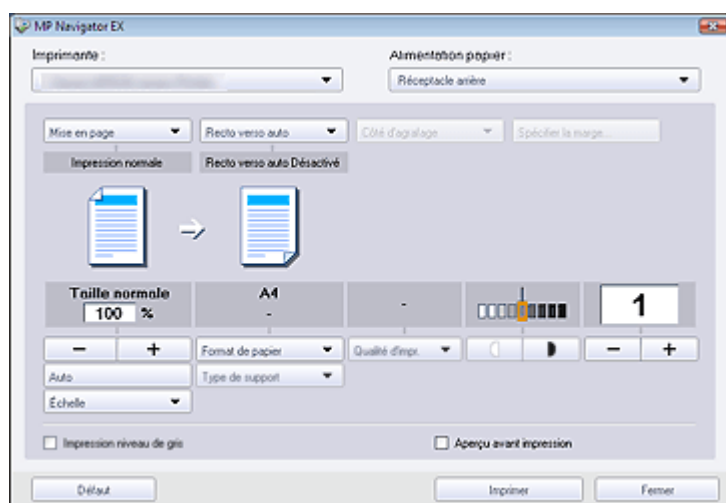 MP Navigator EX
Imprimante :
Alimentation papier :
Réceptacle arrière
Mise en page
Recto verso auto
Côté d'agrafage
Spécifier la marge...
Impression normale
Recto verso auto Désactivé
Taille normale
100 %
A4
-
-
1
- +
Format de papier
Qualité d'impr.
- +
Auto
Type de support
Échelle
Impression niveau de gris
Aperçu avant impression
Défaut
Imprimer
Fermer